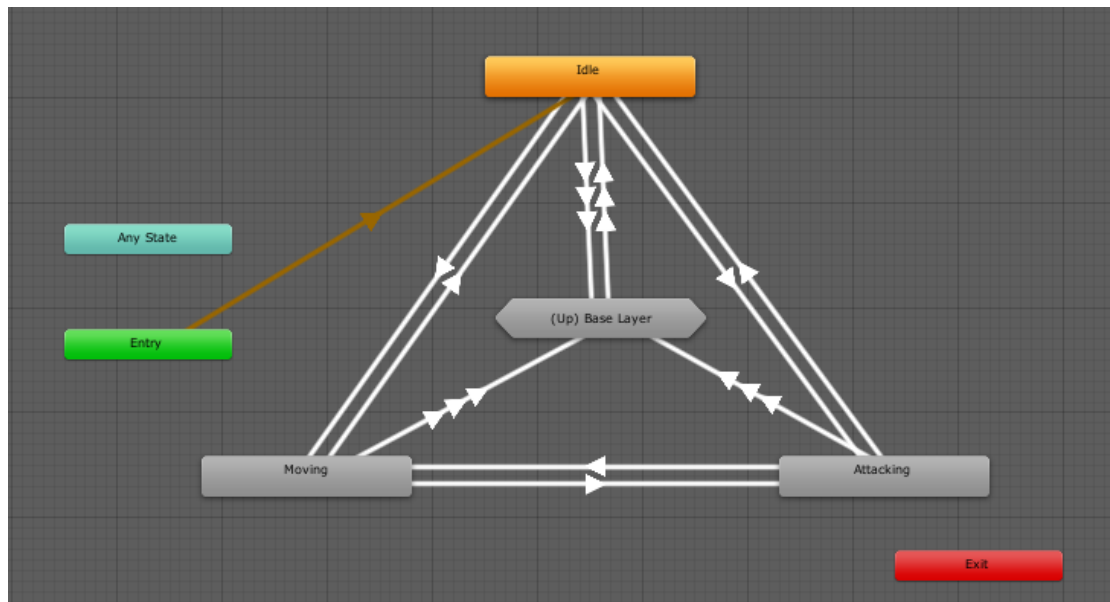 Idle
Any State
(Up) Base Layer
Entry
Moving
Attacking
Exit